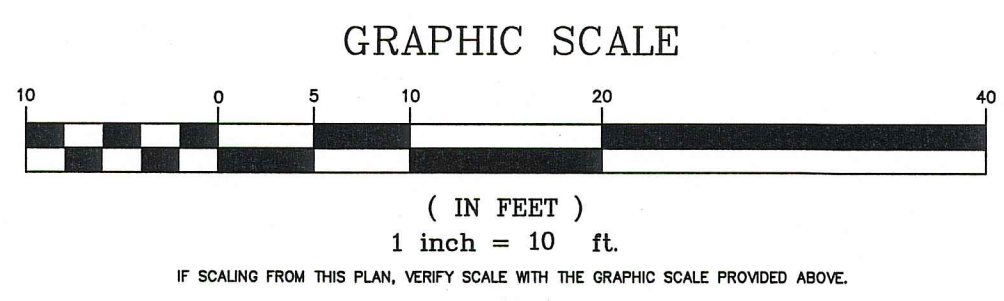 GRAPHIC SCALE
10 0 5 10 20 40
( IN FEET )
1 inch = 10 ft.
IF SCALING FROM THIS PLAN, VERIFY SCALE WITH THE GRAPHIC SCALE PROVIDED ABOVE.